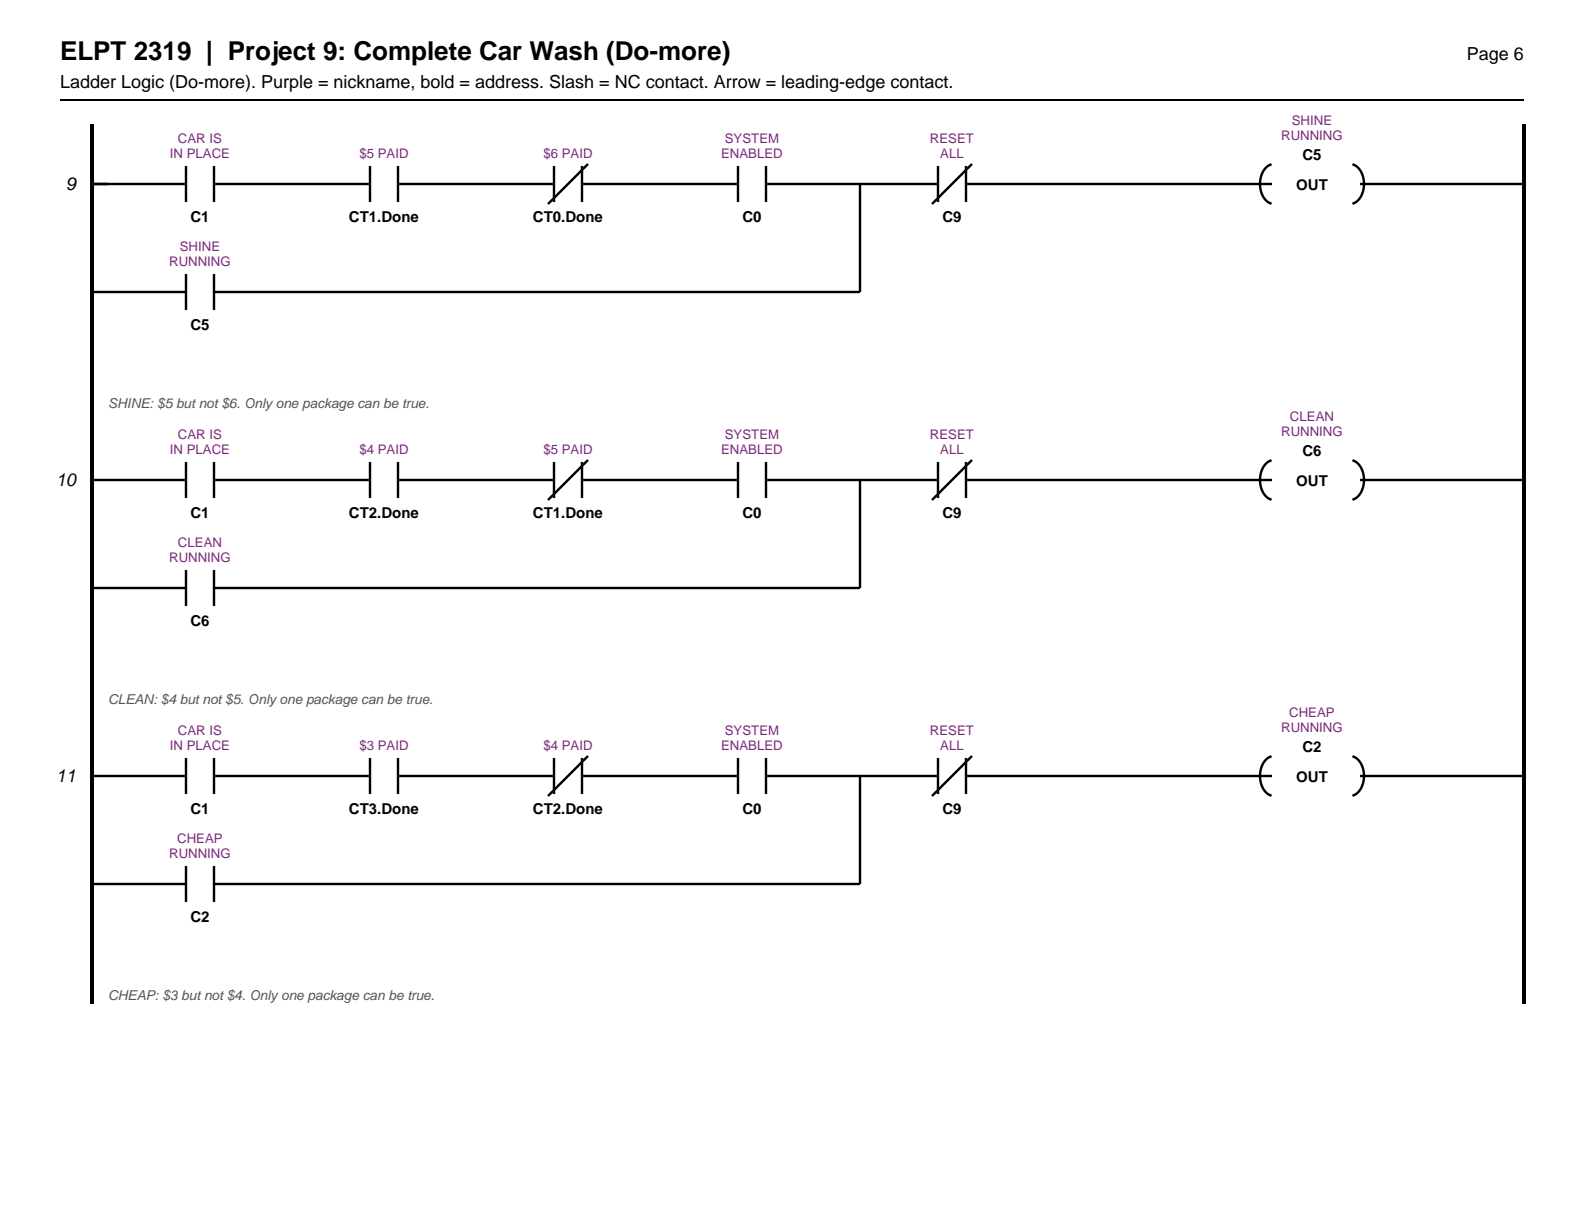 ELPT 2319 | Project 9: Complete Car Wash (Do-more)
Page 6
Ladder Logic (Do-more). Purple = nickname, bold = address. Slash = NC contact. Arrow = leading-edge contact.
9
CAR IS
IN PLACE
C1
$5 PAID
CT1.Done
$6 PAID
CT0.Done
SYSTEM
ENABLED
C0
RESET
ALL
C9
SHINE
RUNNING
C5
OUT
SHINE
RUNNING
C5
SHINE: $5 but not $6. Only one package can be true.
10
CAR IS
IN PLACE
C1
$4 PAID
CT2.Done
$5 PAID
CT1.Done
SYSTEM
ENABLED
C0
RESET
ALL
C9
CLEAN
RUNNING
C6
OUT
CLEAN
RUNNING
C6
CLEAN: $4 but not $5. Only one package can be true.
11
CAR IS
IN PLACE
C1
$3 PAID
CT3.Done
$4 PAID
CT2.Done
SYSTEM
ENABLED
C0
RESET
ALL
C9
CHEAP
RUNNING
C2
OUT
CHEAP
RUNNING
C2
CHEAP: $3 but not $4. Only one package can be true.